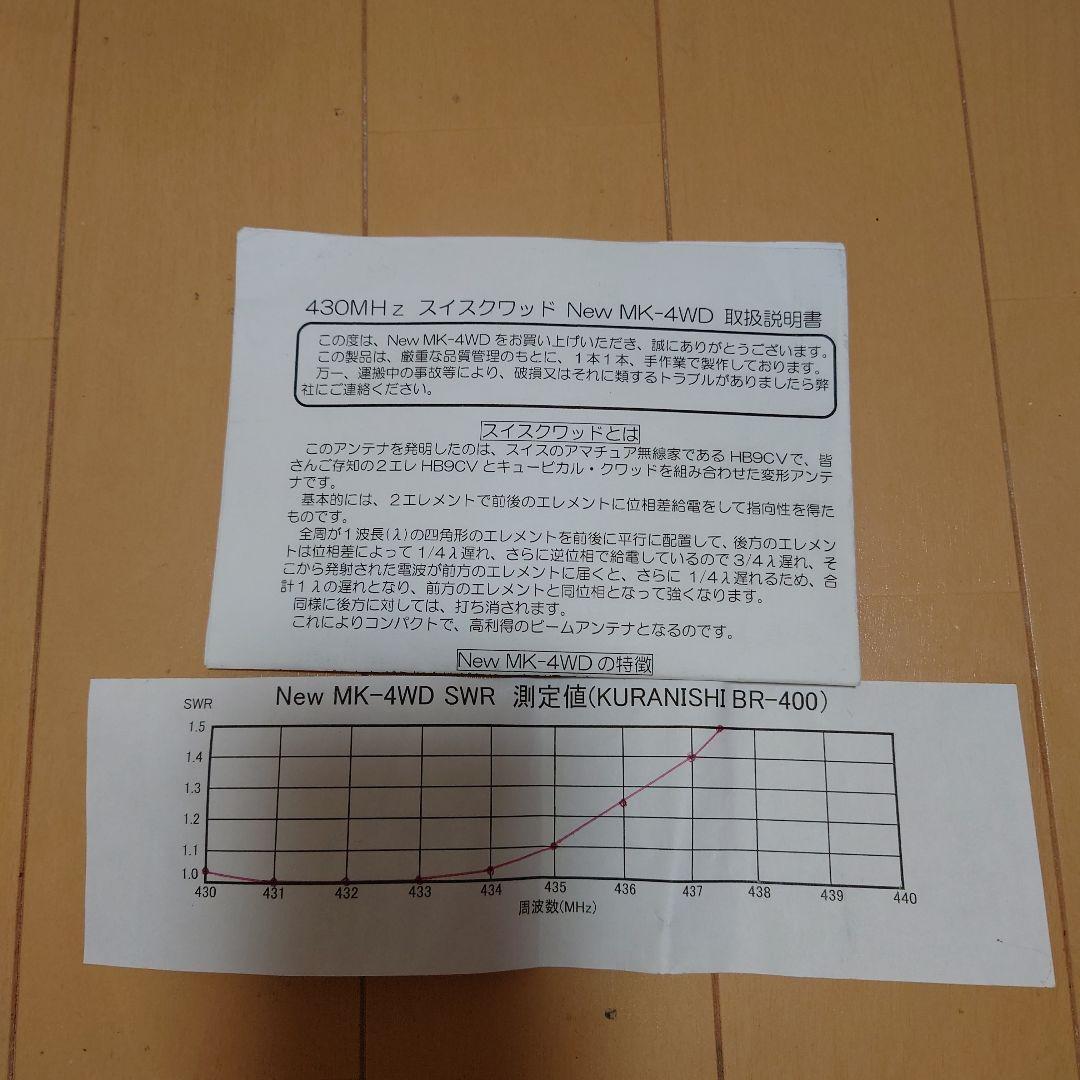 430MHz スイスクワッド New MK-4WD 取扱説明書
この度は、New MK-4WDをお買い上げいただき、誠にありがとうございます。
この製品は、厳重な品質管理のもとに、1本1本、手作業で製作しております。
万一、運搬中の事故等により、破損又はそれに類するトラブルがありましたら弊
社にご連絡ください。
スイスクワッドとは
このアンテナを発明したのは、スイスのアマチュア無線家であるHB9CVで、皆
さんご存知の2エレHB9CVとキュービカル・クワッドを組み合わせた変形アンテ
ナです。
基本的には、2エレメントで前後のエレメントに位相差給電をして指向性を得た
ものです。
全周が1波長(λ)の四角形のエレメントを前後に平行に配置して、後方のエレメン
トは位相差によって1/4λ遅れ、さらに逆位相で給電しているので3/4λ遅れ、そ
こから発射された電波が前方のエレメントに届くと、さらに1/4λ遅れるため、合
計1λの遅れとなり、前方のエレメントと同位相となって強くなります。
同様に後方に対しては、打ち消されます。
これによりコンパクトで、高利得のビームアンテナとなるのです。
New MK-4WDの特徴
New MK-4WD SWR 測定値(KURANISHI BR-400)
SWR
1.5
1.4
1.3
1.2
1.1
1.0
430 431 432 433 434 435 436 437 438 439 440
周波数(MHz)